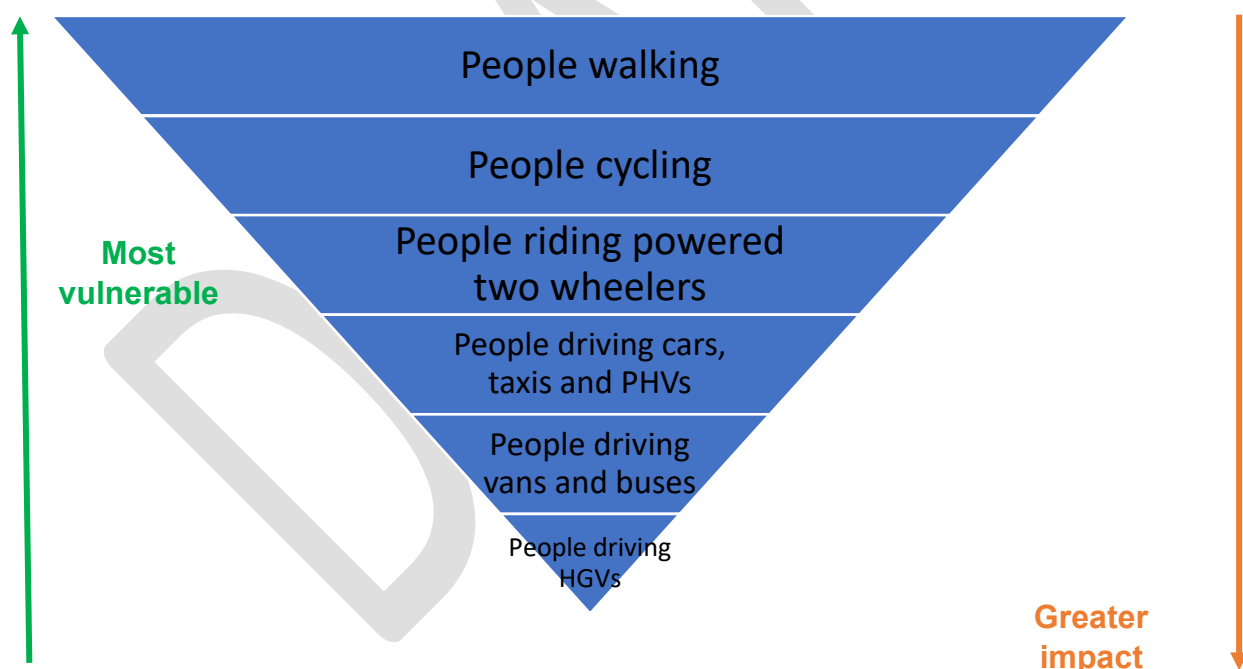 People walking
People cycling
People riding powered
two wheelers
Most
vulnerable
People driving cars,
taxis and PHVs
People driving
vans and buses
People driving
HGVs
Greater
impact